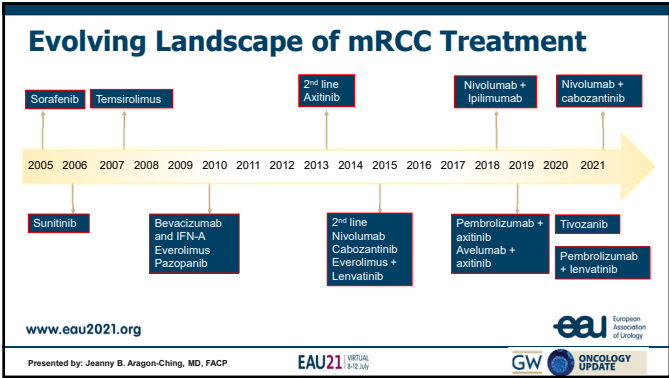 Evolving Landscape of mRCC Treatment
Sorafenib
Temsirolimus
2nd line
Axitinib
Nivolumab +
Ipilimumab
Nivolumab +
cabozantinib
2005 2006 2007 2008 2009 2010 2011 2012 2013 2014 2015 2016 2017 2018 2019 2020 2021
Sunitinib
Bevacizumab
and IFN-A
Everolimus
Pazopanib
2nd line
Nivolumab
Cabozantinib
Everolimus +
Lenvatinib
Pembrolizumab +
axitinib
Avelumab +
axitinib
Tivozanib
Pembrolizumab
+ lenvatinib
www.eau2021.org
eau
European
Association
of Urology
Presented by: Jeanny B. Aragon-Ching, MD, FACP
EAU21
VIRTUAL
8-12 July
GW
ONCOLOGY
UPDATE